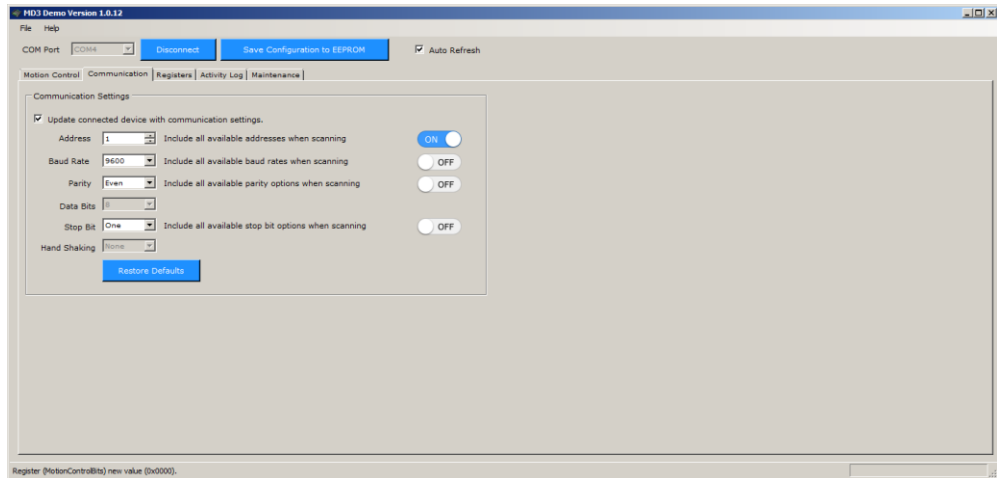 MD3 Demo Version 1.0.12
File Help
COM Port COM4 Disconnect Save Configuration to EEPROM Auto Refresh
Motion Control Communication Registers Activity Log Maintenance
Communication Settings
Update connected device with communication settings.
Address 1 Include all available addresses when scanning ON
Baud Rate 9600 Include all available baud rates when scanning OFF
Parity Even Include all available parity options when scanning OFF
Data Bits 8
Stop Bit One Include all available stop bit options when scanning OFF
Hand Shaking None
Restore Defaults
Register (MotionControlBits) new value (0x0000).